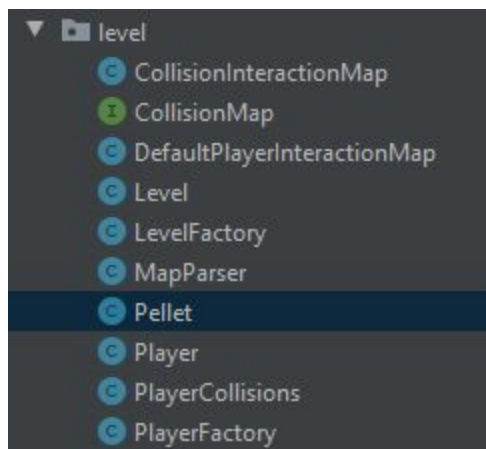 level
C CollisionInteractionMap
I CollisionMap
C DefaultPlayerInteractionMap
C Level
C LevelFactory
C MapParser
C Pellet
C Player
C PlayerCollisions
C PlayerFactory